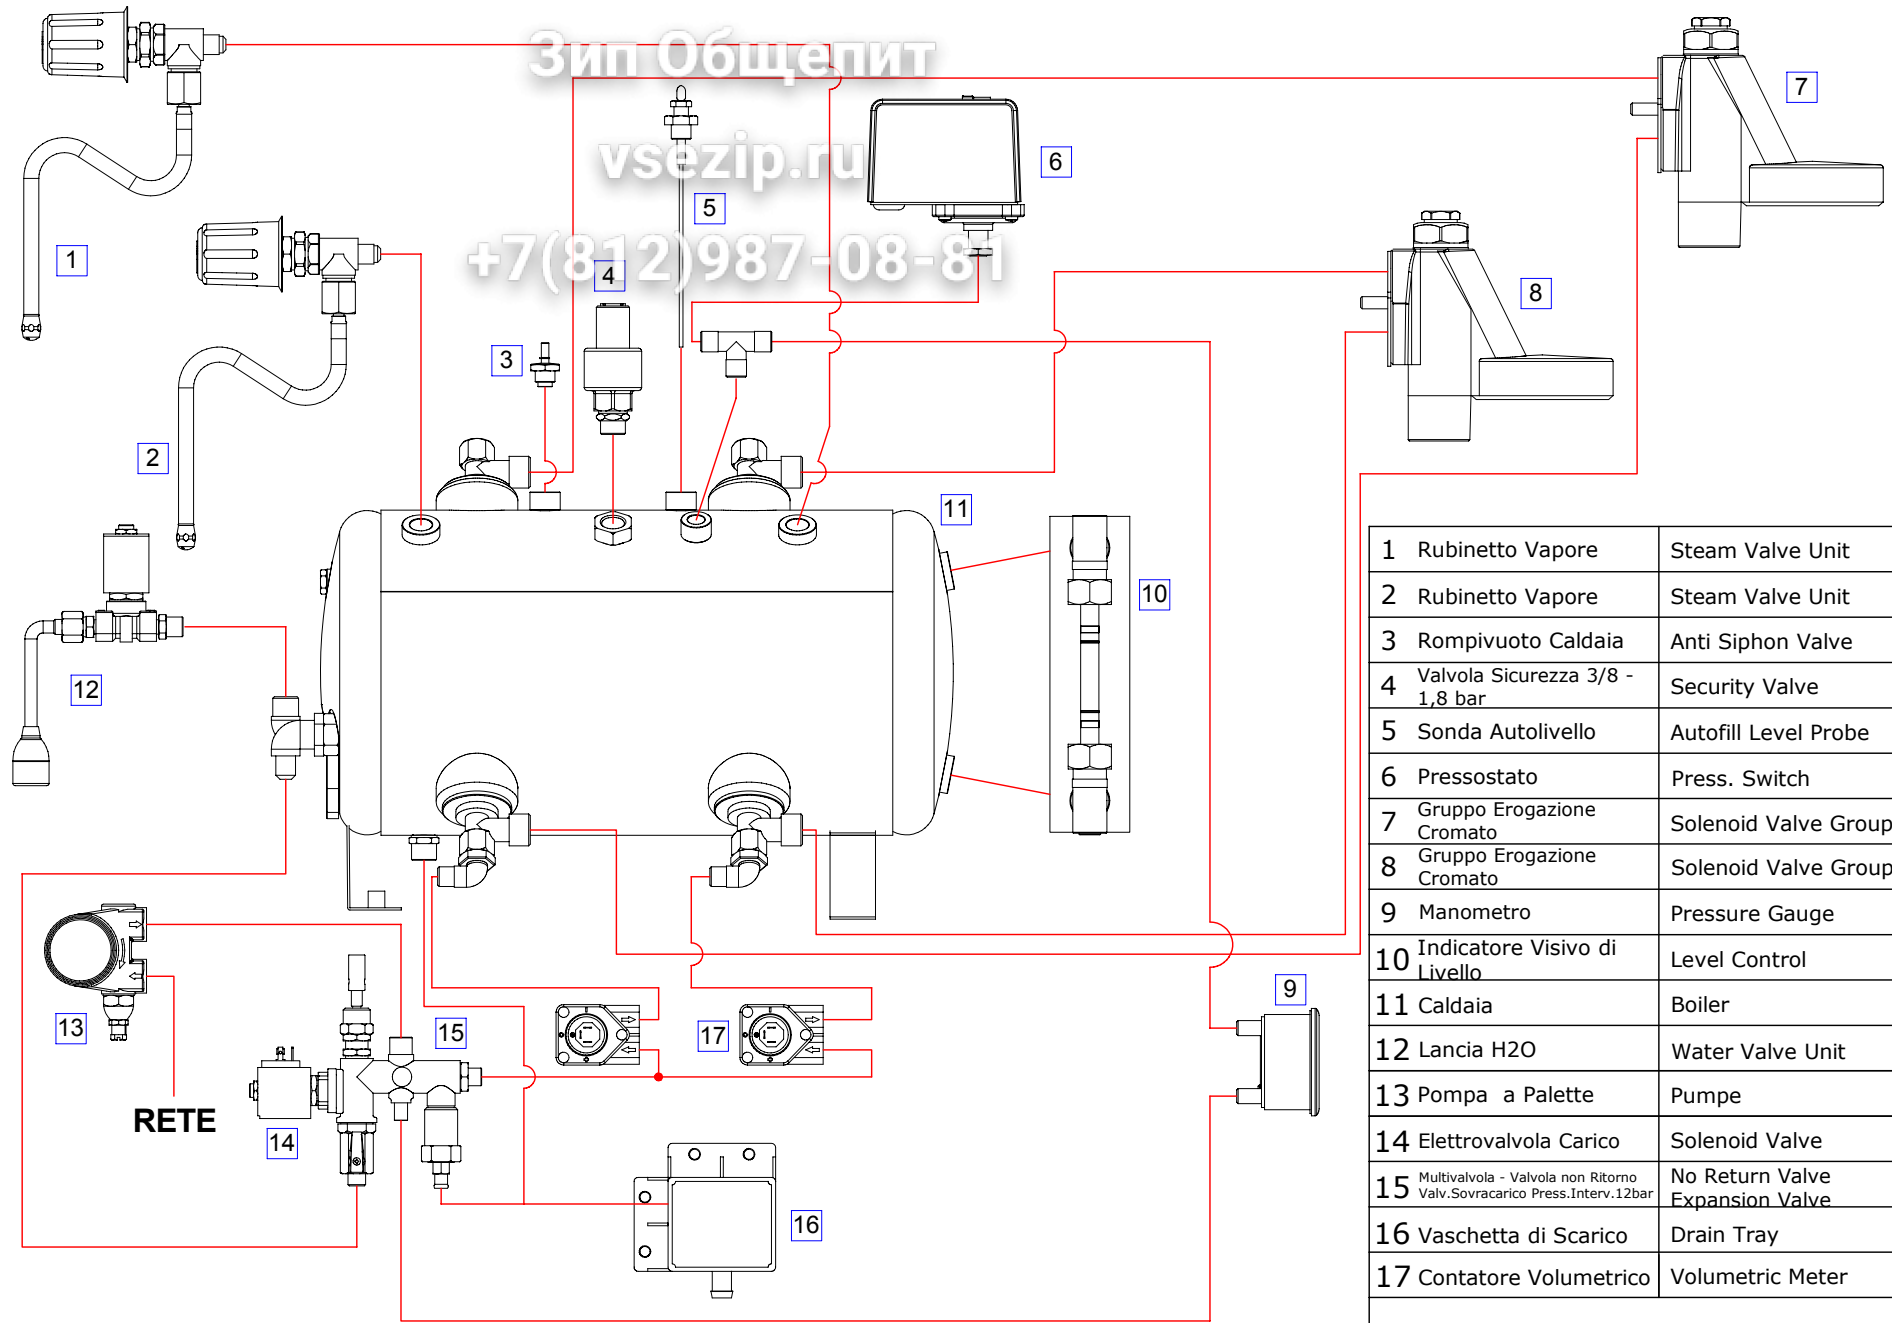 Зип Общепит
vsezip.ru
+7(812)987-08-81
1
2
3
4
5
6
7
8
9
10
11
12
13
14
15
16
17
RETE
1 Rubinetto Vapore Steam Valve Unit
2 Rubinetto Vapore Steam Valve Unit
3 Rompivuoto Caldaia Anti Siphon Valve
4 Valvola Sicurezza 3/8 - Security Valve
1,8 bar
5 Sonda Autolivello Autofill Level Probe
6 Pressostato Press. Switch
7 Gruppo Erogazione Solenoid Valve Group
Cromato
8 Gruppo Erogazione Solenoid Valve Group
Cromato
9 Manometro Pressure Gauge
10 Indicatore Visivo di Level Control
Livello
11 Caldaia Boiler
12 Lancia H2O Water Valve Unit
13 Pompa a Palette Pumpe
14 Elettrovalvola Carico Solenoid Valve
15 Multivalvola - Valvola non Ritorno No Return Valve
Valv.Sovracarico Press.Interv.12bar Expansion Valve
16 Vaschetta di Scarico Drain Tray
17 Contatore Volumetrico Volumetric Meter